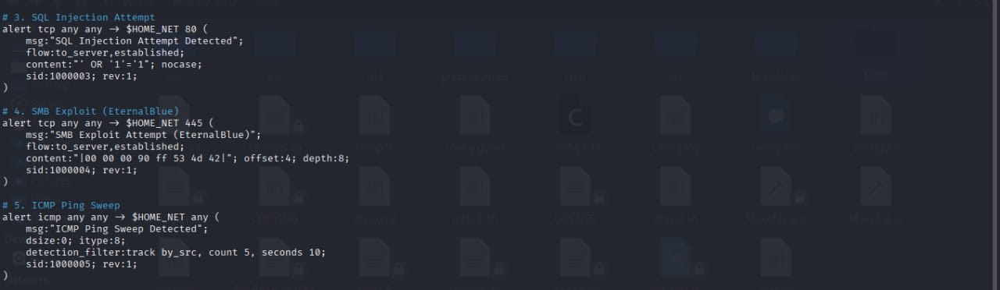 # 3. SQL Injection Attempt
alert tcp any any → $HOME_NET 80 (
    msg:"SQL Injection Attempt Detected";
    flow:to_server,established;
    content:"' OR '1'='1"; nocase;
    sid:1000003; rev:1;
)
# 4. SMB Exploit (EternalBlue)
alert tcp any any → $HOME_NET 445 (
    msg:"SMB Exploit Attempt (EternalBlue)";
    flow:to_server,established;
    content:"|00 00 00 90 ff 53 4d 42|"; offset:4; depth:8;
    sid:1000004; rev:1;
)
# 5. ICMP Ping Sweep
alert icmp any any → $HOME_NET any (
    msg:"ICMP Ping Sweep Detected";
    dsize:0; itype:8;
    detection_filter:track by_src, count 5, seconds 10;
    sid:1000005; rev:1;
)